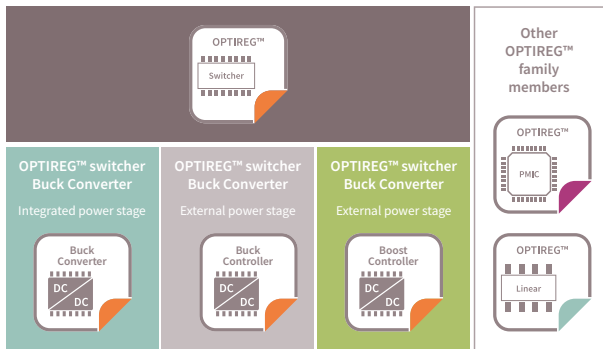 OPTIREG™
Switcher
OPTIREG™ switcher
Buck Converter
Integrated power stage
Buck
Converter
DC
DC
OPTIREG™ switcher
Buck Converter
External power stage
Buck
Controller
DC
DC
OPTIREG™ switcher
Buck Converter
External power stage
Boost
Controller
DC
DC
Other
OPTIREG™
family
members
OPTIREG™
PMIC
OPTIREG™
Linear